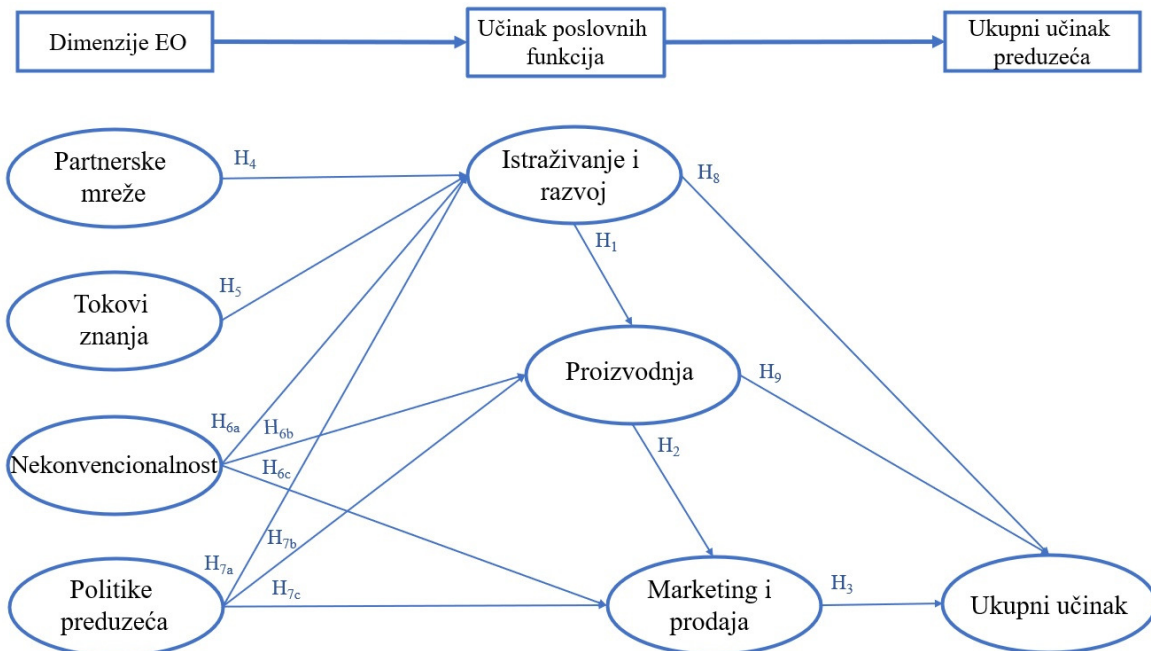 Dimenzije EO
Učinak poslovnih
funkcija
Ukupni učinak
preduzeća
Partnerske
mreže
H4
Istraživanje i
razvoj
H8
H1
Tokovi
znanja
H5
Proizvodnja
H9
H6a
H6b
Nekonvencionalnost
H6c
H2
H7b
H7a
Politike
preduzeća
H7c
Marketing i
prodaja
H3
Ukupni učinak